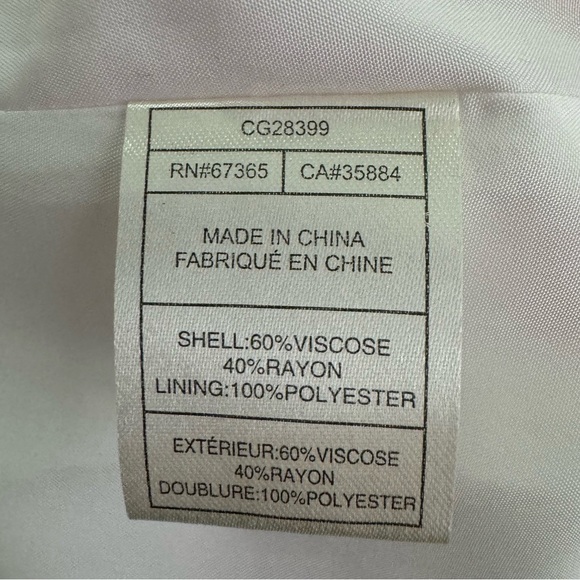 CG28399
RN#67365 CA#35884
MADE IN CHINA
FABRIQUÉ EN CHINE
SHELL:60%VISCOSE
40%RAYON
LINING:100%POLYESTER
EXTÉRIEUR:60%VISCOSE
40%RAYON
DOUBLURE:100%POLYESTER